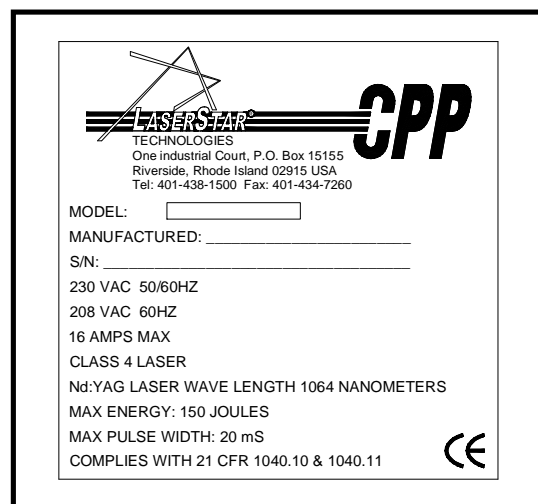 LASERSTAR®
CPP
TECHNOLOGIES
One industrial Court, P.O. Box 15155
Riverside, Rhode Island 02915 USA
Tel: 401-438-1500 Fax: 401-434-7260
MODEL:
MANUFACTURED: ________________________
S/N: ____________________________________
230 VAC 50/60HZ
208 VAC 60HZ
16 AMPS MAX
CLASS 4 LASER
Nd:YAG LASER WAVE LENGTH 1064 NANOMETERS
MAX ENERGY: 150 JOULES
MAX PULSE WIDTH: 20 mS
COMPLIES WITH 21 CFR 1040.10 & 1040.11
CE